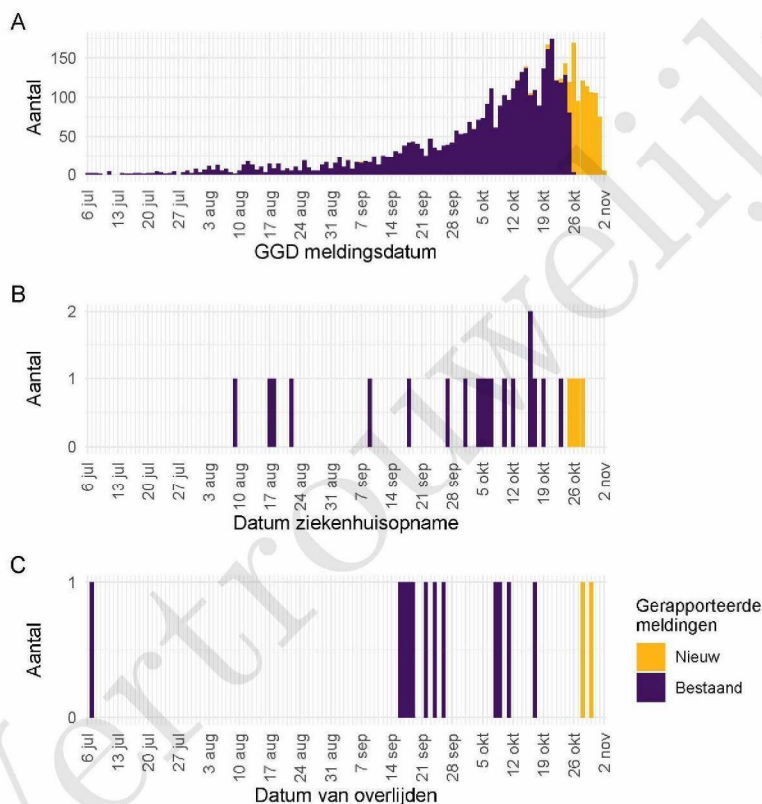 A
Aantal
150
100
50
0
6 jul
13 jul
20 jul
27 jul
3 aug
10 aug
17 aug
24 aug
31 aug
7 sep
14 sep
21 sep
28 sep
5 okt
12 okt
19 okt
26 okt
2 nov
GGD meldingsdatum
B
Aantal
2
1
0
6 jul
13 jul
20 jul
27 jul
3 aug
10 aug
17 aug
24 aug
31 aug
7 sep
14 sep
21 sep
28 sep
5 okt
12 okt
19 okt
26 okt
2 nov
Datum ziekenhuisopname
C
Aantal
1
0
6 jul
13 jul
20 jul
27 jul
3 aug
10 aug
17 aug
24 aug
31 aug
7 sep
14 sep
21 sep
28 sep
5 okt
12 okt
19 okt
26 okt
2 nov
Datum van overlijden
Gerapporteerde
meldingen
Nieuw
Bestaand
Vertrouwelijk